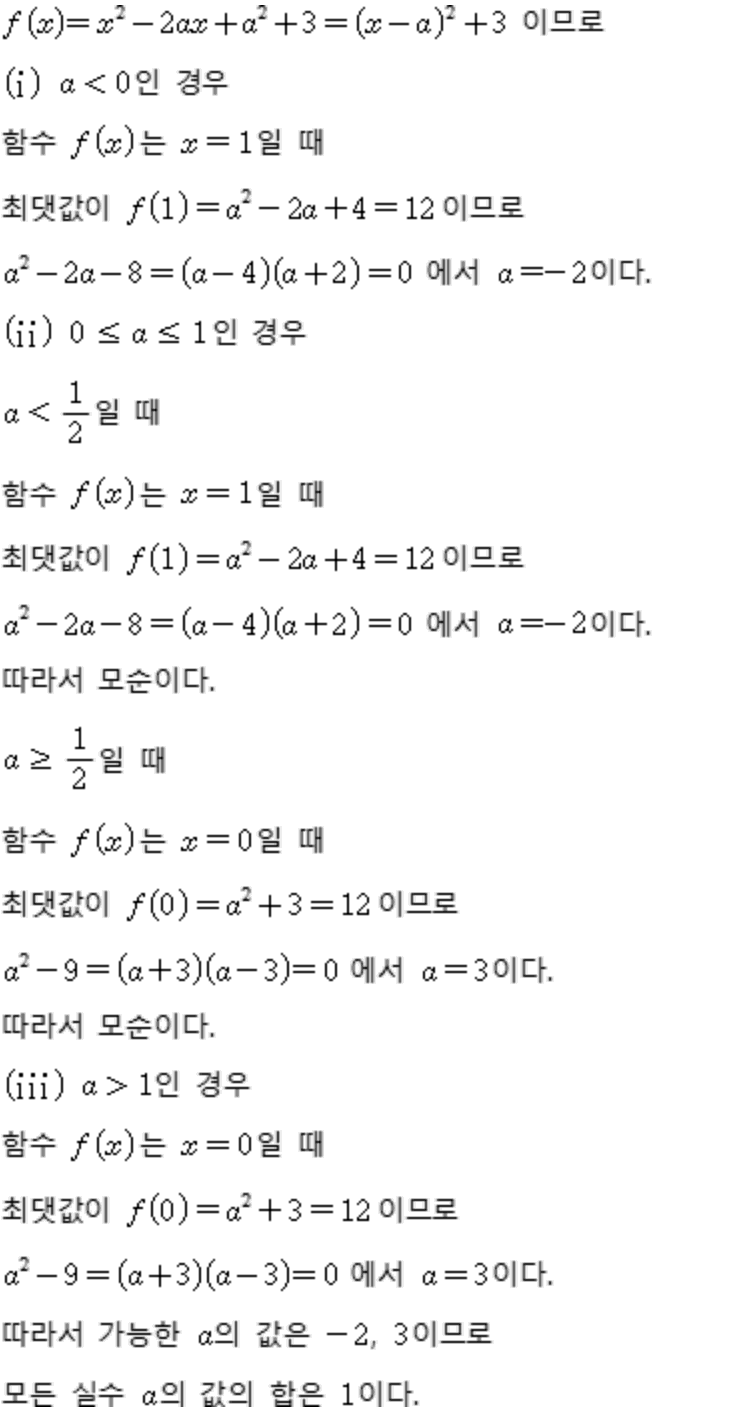 f(x)=x²−2ax+a²+3=(x−a)²+3 이므로
(i) a<0인 경우
함수 f(x)는 x=1일 때
최댓값이 f(1)=a²−2a+4=12이므로
a²−2a−8=(a−4)(a+2)=0 에서 a=−2이다.
(ii) 0≤a≤1인 경우
a<1/2일 때
함수 f(x)는 x=1일 때
최댓값이 f(1)=a²−2a+4=12이므로
a²−2a−8=(a−4)(a+2)=0 에서 a=−2이다.
따라서 모순이다.
a≥1/2일 때
함수 f(x)는 x=0일 때
최댓값이 f(0)=a²+3=12이므로
a²−9=(a+3)(a−3)=0 에서 a=3이다.
따라서 모순이다.
(iii) a>1인 경우
함수 f(x)는 x=0일 때
최댓값이 f(0)=a²+3=12이므로
a²−9=(a+3)(a−3)=0 에서 a=3이다.
따라서 가능한 a의 값은 −2, 3이므로
모든 실수 a의 값의 합은 1이다.